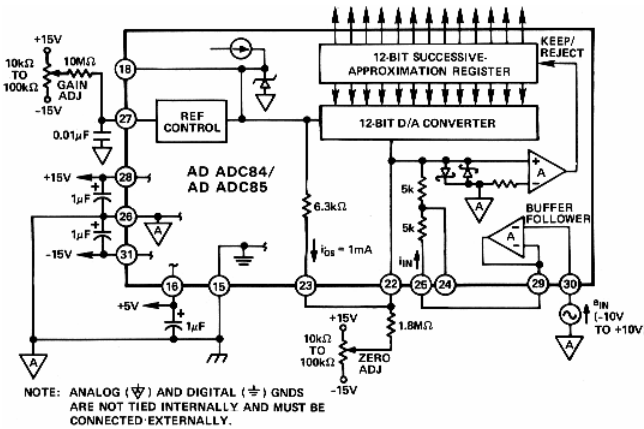 +15V
10kΩ
TO
100kΩ
10MΩ
GAIN
ADJ
-15V
0.01μF
18
27
REF
CONTROL
12-BIT SUCCESSIVE-
APPROXIMATION REGISTER
KEEP/
REJECT
12-BIT D/A CONVERTER
AD ADC84/
AD ADC85
+15V
28
1μF
26
A
1μF
-15V
31
6.3kΩ
iOS = 1mA
5k
5k
iIN
+
A
-
A
BUFFER
FOLLOWER
A
+5V
16
15
23
22
25
24
29
30
1μF
A
+15V
10kΩ
TO
100kΩ
ZERO
ADJ
-15V
1.8MΩ
eIN
(-10V
TO +10V
A
NOTE: ANALOG (A) AND DIGITAL (⏚) GNDS
ARE NOT TIED INTERNALLY AND MUST BE
CONNECTED EXTERNALLY.